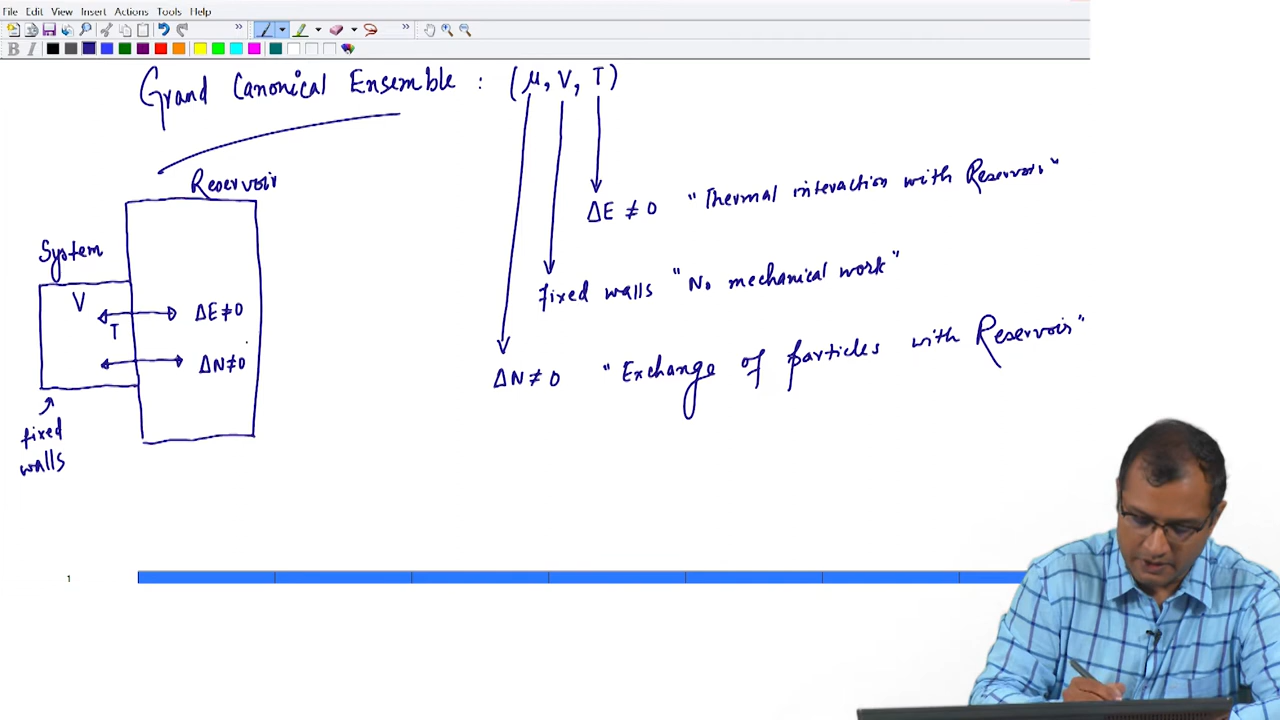 File Edit View Insert Actions Tools Help
B I
Grand Canonical Ensemble : (μ, V, T)
Reservoir
ΔE ≠ 0 "Thermal interaction with Reservoir"
System
V
ΔE≠0
fixed walls "No mechanical work"
T
ΔN≠0
ΔN≠0 "Exchange of particles with Reservoir"
fixed
walls
1